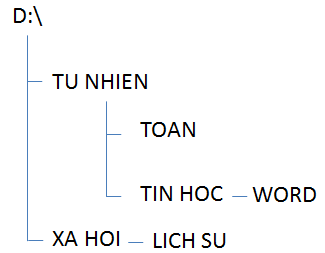 D:\
TU NHIEN
TOAN
TIN HOC WORD
XA HOI LICH SU